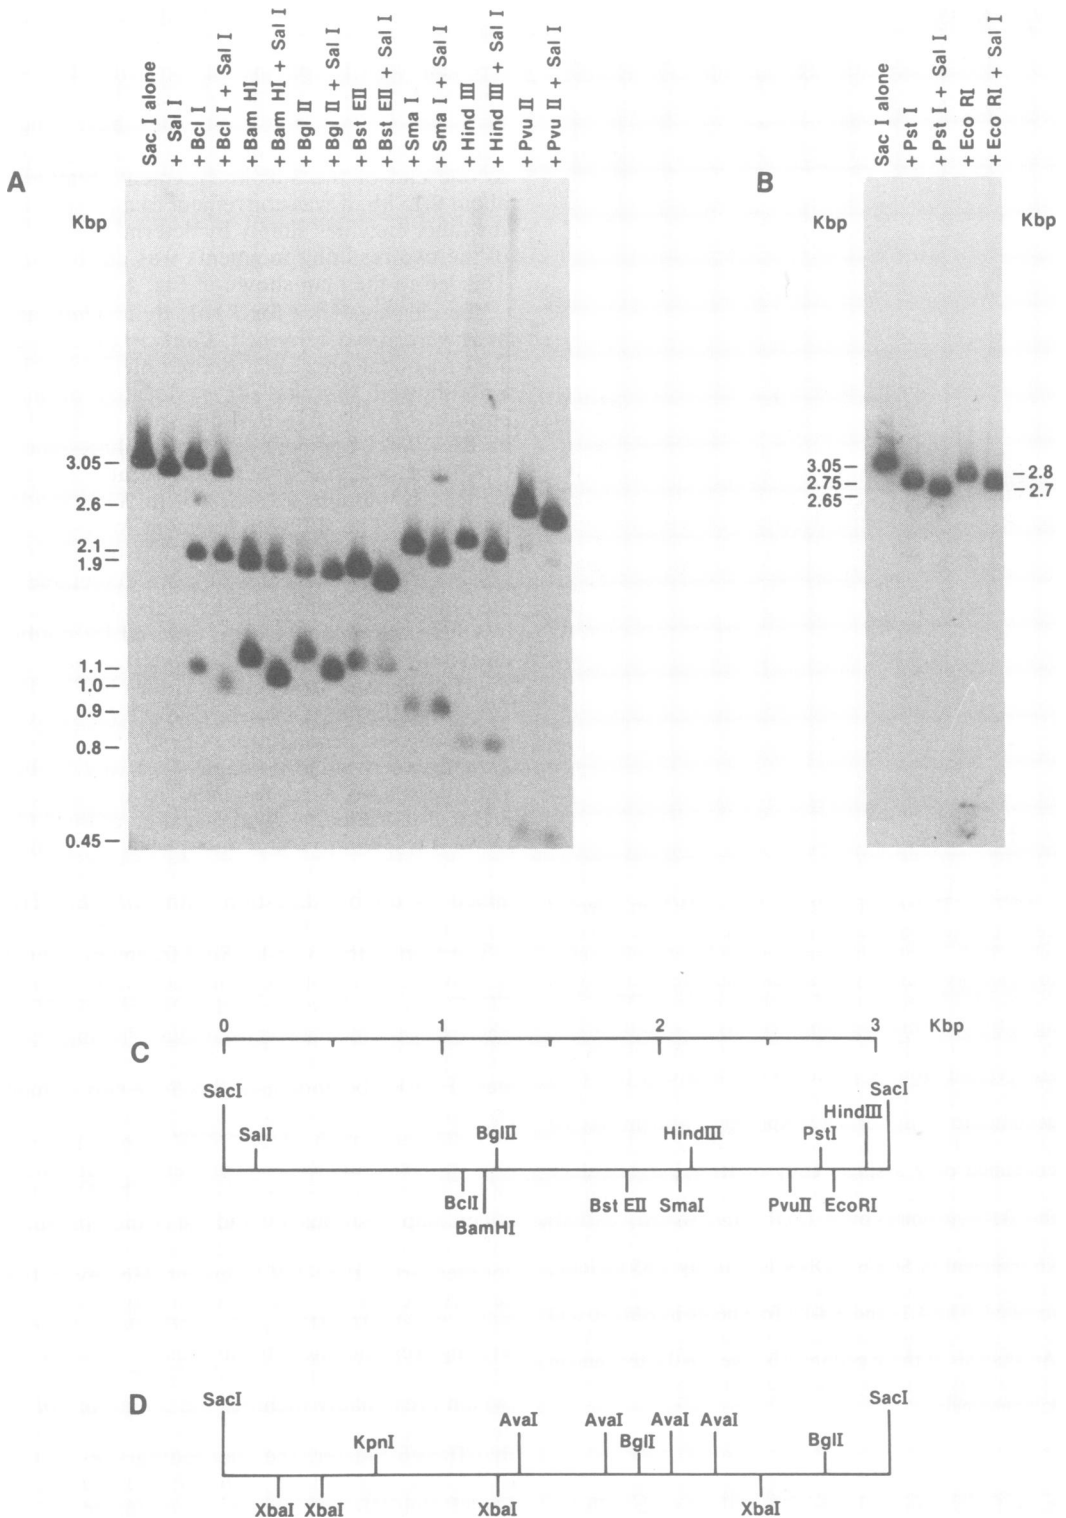 Sac I alone
+ Sal I
+ Bcl I
+ Bcl I + Sal I
+ Bam HI
+ Bam HI + Sal I
+ Bgl II
+ Bgl II + Sal I
+ Bst EII
+ Bst EII + Sal I
+ Sma I
+ Sma I + Sal I
+ Hind III
+ Hind III + Sal I
+ Pvu II
+ Pvu II + Sal I
Sac I alone
+ Pst I
+ Pst I + Sal I
+ Eco RI
+ Eco RI + Sal I
A
B
Kbp
Kbp
Kbp
3.05
2.6
2.1
1.9
1.1
1.0
0.9
0.8
0.45
3.05
2.75
2.65
2.8
2.7
C
0 1 2 3 Kbp
SacI SacI
HindIII
SalI BglII HindIII PstI
BclI Bst EII SmaI PvuII EcoRI
BamHI
D
SacI SacI
AvaI AvaI AvaI AvaI
KpnI BglI BglI
XbaI XbaI XbaI XbaI